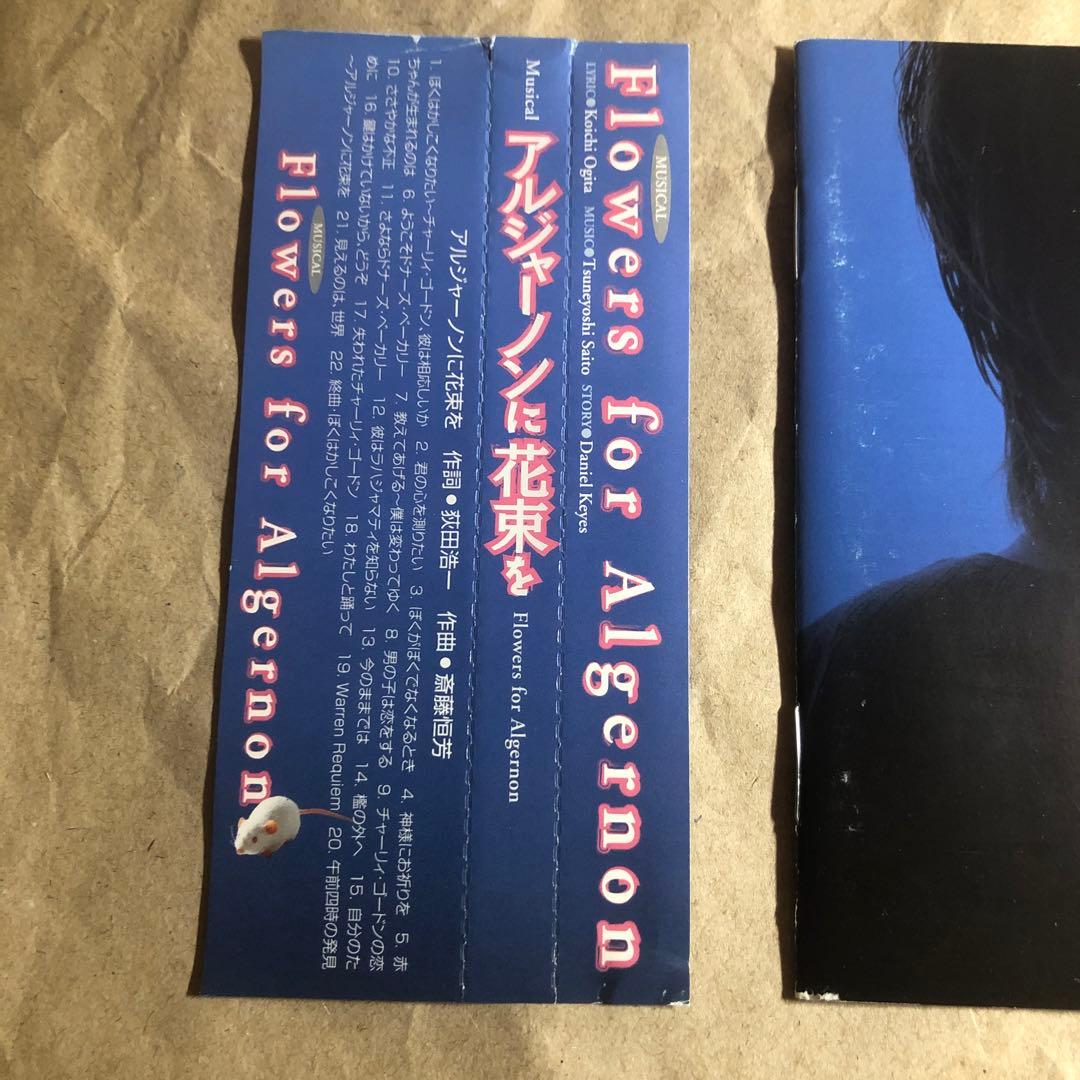 MUSICAL
Flowers for Algernon
LYRIC●Koichi Ogita MUSIC●Tsuneyoshi Saito STORY●Daniel Keyes
Musical アルジャーノンに花束を Flowers for Algernon
アルジャーノンに花束を 作詞●荻田浩一 作曲●斎藤恒芳
1. ぼくはかしこくなりたい〜チャーリィ・ゴードン、彼は相応しいか 2. 君の心を測りたい 3. ぼくがぼくでなくなるとき 4. 神様にお祈りを 5. 赤
ちゃんが生まれるのは 6. ようこそドナーズ・ベーカリー 7. 教えてあげる〜僕は変わってゆく 8. 男の子は恋をする 9. チャーリィ・ゴードンの恋
10. ささやかな不正 11. さよならドナーズ・ベーカリー 12. 彼はラハジャマティを知らない 13. 今のままでは 14. 檻の外へ 15. 自分のた
めに 16. 鍵はかけていないから、どうぞ 17. 失われたチャーリィ・ゴードン 18. わたしと踊って 19. Warren Requiem 20. 午前四時の発見
〜アルジャーノンに花束を 21. 見えるのは、世界 22. 終曲・ぼくはかしこくなりたい
MUSICAL
Flowers for Algernon